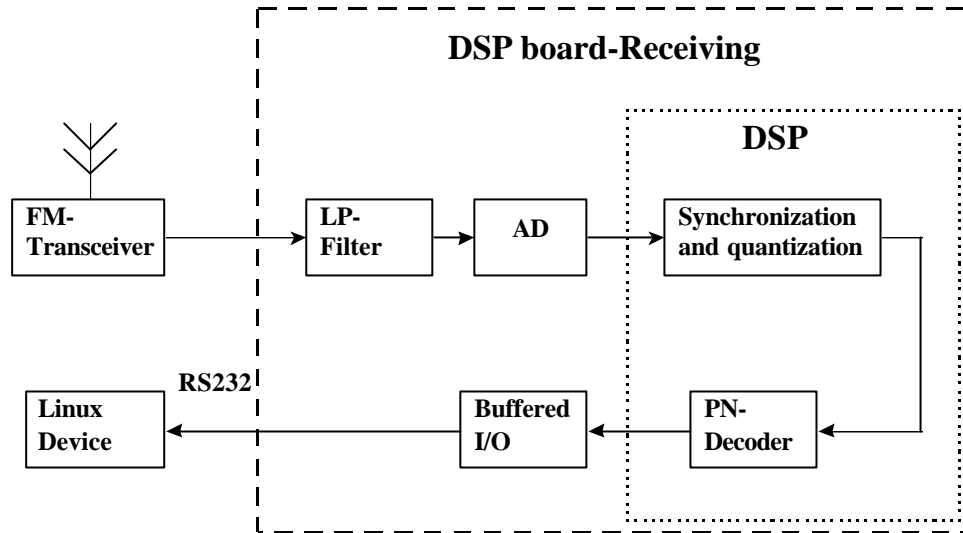 DSP board-Receiving
DSP
FM-
Transceiver
LP-
Filter
AD
Synchronization
and quantization
RS232
Linux
Device
Buffered
I/O
PN-
Decoder